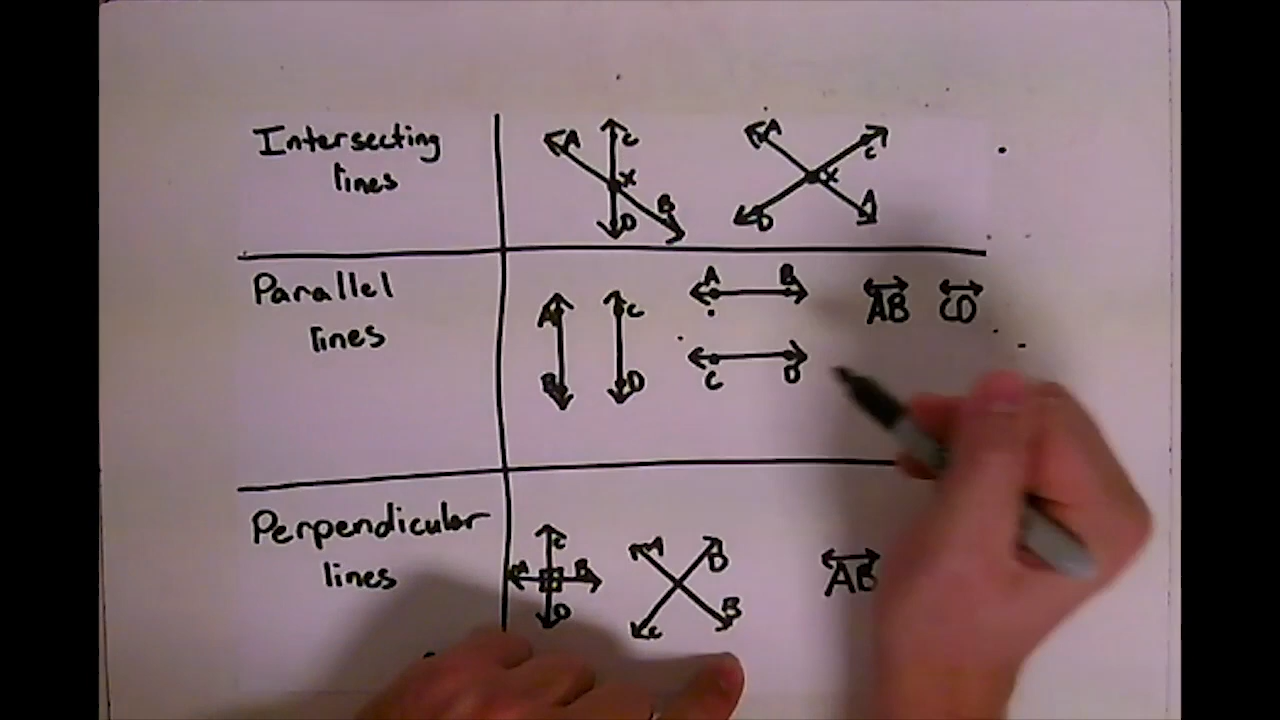 Intersecting
lines
A C X B D
A C X D A
Parallel
lines
A C B D
A B C D
AB CD
Perpendicular
lines
C A B D
A D C B
AB